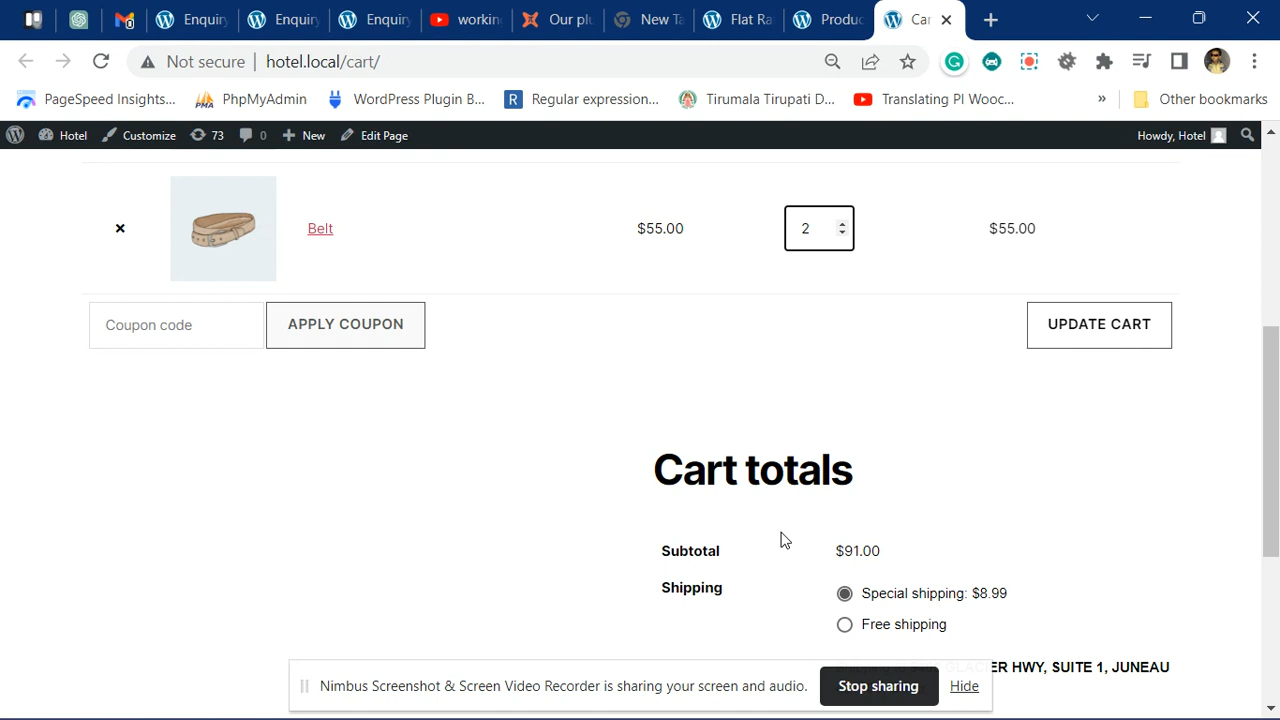 Enquiry
Enquiry
Enquiry
workin
Our plu
New Ta
Flat Ra
Produc
Car
Not secure
hotel.local/cart/
PageSpeed Insights...
PhpMyAdmin
WordPress Plugin B...
Regular expression...
Tirumala Tirupati D...
Translating PI Wooc...
»
Other bookmarks
Hotel
Customize
73
0
New
Edit Page
Howdy, Hotel
Belt
$55.00
2
$55.00
Coupon code
APPLY COUPON
UPDATE CART
Cart totals
Subtotal
$91.00
Shipping
Special shipping: $8.99
Free shipping
HWY, SUITE 1, JUNEAU
Nimbus Screenshot & Screen Video Recorder is sharing your screen and audio.
Stop sharing
Hide